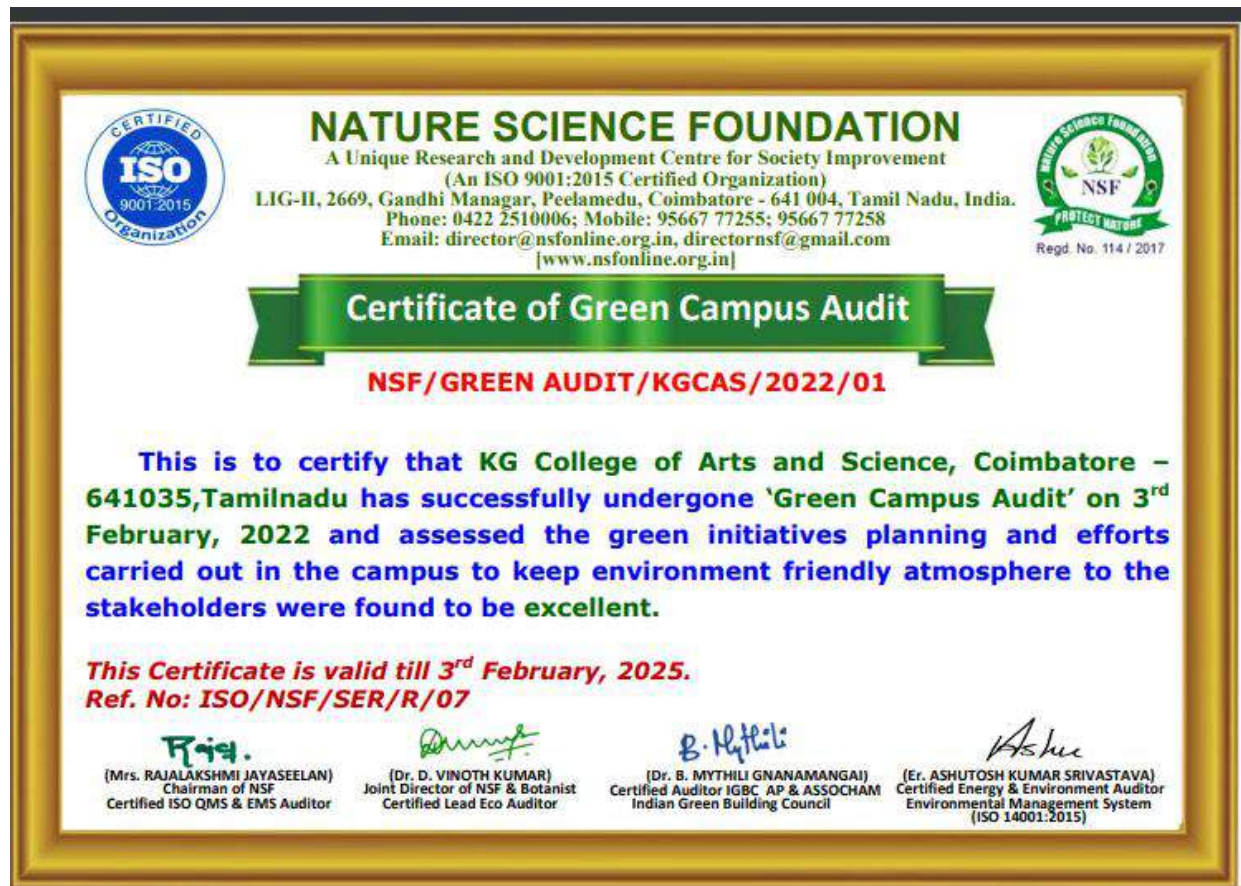 CERTIFIED
ISO
9001:2015
Organization
NATURE SCIENCE FOUNDATION
A Unique Research and Development Centre for Society Improvement
(An ISO 9001:2015 Certified Organization)
LIG-II, 2669, Gandhi Managar, Peelamedu, Coimbatore - 641 004, Tamil Nadu, India.
Phone: 0422 2510006; Mobile: 95667 77255; 95667 77258
Email: director@nsfonline.org.in, directornsf@gmail.com
[www.nsfonline.org.in]
Nature Science Foundation
NSF
PROTECT NATURE
Regd. No. 114 / 2017
Certificate of Green Campus Audit
NSF/GREEN AUDIT/KGCAS/2022/01
This is to certify that KG College of Arts and Science, Coimbatore –
641035,Tamilnadu has successfully undergone ‘Green Campus Audit’ on 3rd
February, 2022 and assessed the green initiatives planning and efforts
carried out in the campus to keep environment friendly atmosphere to the
stakeholders were found to be excellent.
This Certificate is valid till 3rd February, 2025.
Ref. No: ISO/NSF/SER/R/07
B. Mythili
(Mrs. RAJALAKSHMI JAYASEELAN)
Chairman of NSF
Certified ISO QMS & EMS Auditor
(Dr. D. VINOTH KUMAR)
Joint Director of NSF & Botanist
Certified Lead Eco Auditor
(Dr. B. MYTHILI GNANAMANGAI)
Certified Auditor IGBC AP & ASSOCHAM
Indian Green Building Council
(Er. ASHUTOSH KUMAR SRIVASTAVA)
Certified Energy & Environment Auditor
Environmental Management System
(ISO 14001:2015)